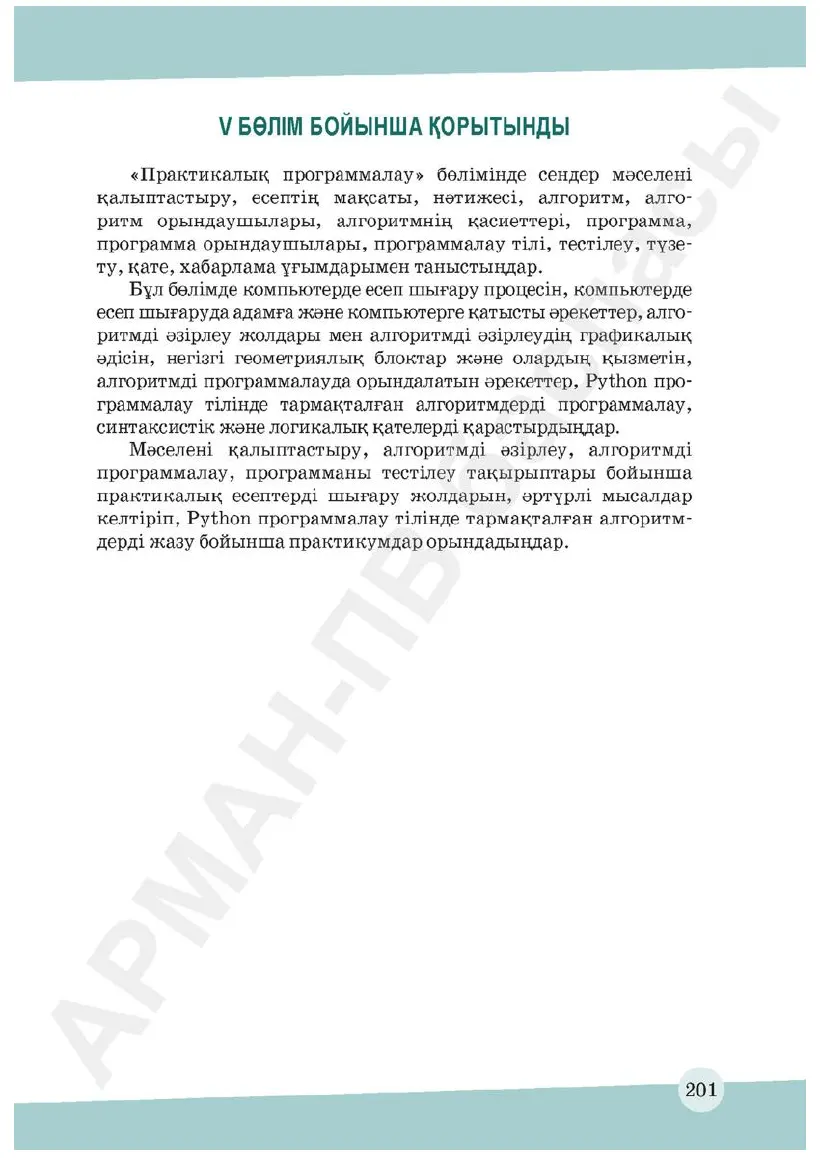 V БӨЛІМ БОЙЫНША ҚОРЫТЫНДЫ
«Практикалық программалау» бөлімінде сендер мәселені
қалыптастыру, есептің мақсаты, нәтижесі, алгоритм, алго-
ритм орындаушылары, алгоритмнің қасиеттері, программа,
программа орындаушылары, программалау тілі, тестілеу, түзе-
ту, қате, хабарлама ұғымдарымен таныстыңдар.
Бұл бөлімде компьютерде есеп шығару процесін, компьютерде
есеп шығаруда адамға және компьютерге қатысты әрекеттер, алго-
ритмді әзірлеу жолдары мен алгоритмді әзірлеудің графикалық
әдісін, негізгі геометриялық блоктар және олардың қызметін,
алгоритмді программалауда орындалатын әрекеттер, Python про-
граммалау тілінде тармақталған алгоритмдерді программалау,
синтаксистік және логикалық қателерді қарастырдыңдар.
Мәселені қалыптастыру, алгоритмді әзірлеу, алгоритмді
программалау, программаны тестілеу тақырыптары бойынша
практикалық есептерді шығару жолдарын, әртүрлі мысалдар
келтіріп, Python программалау тілінде тармақталған алгоритм-
дерді жазу бойынша практикумдар орындадыңдар.
АРМАН-ПВ баспасы
201